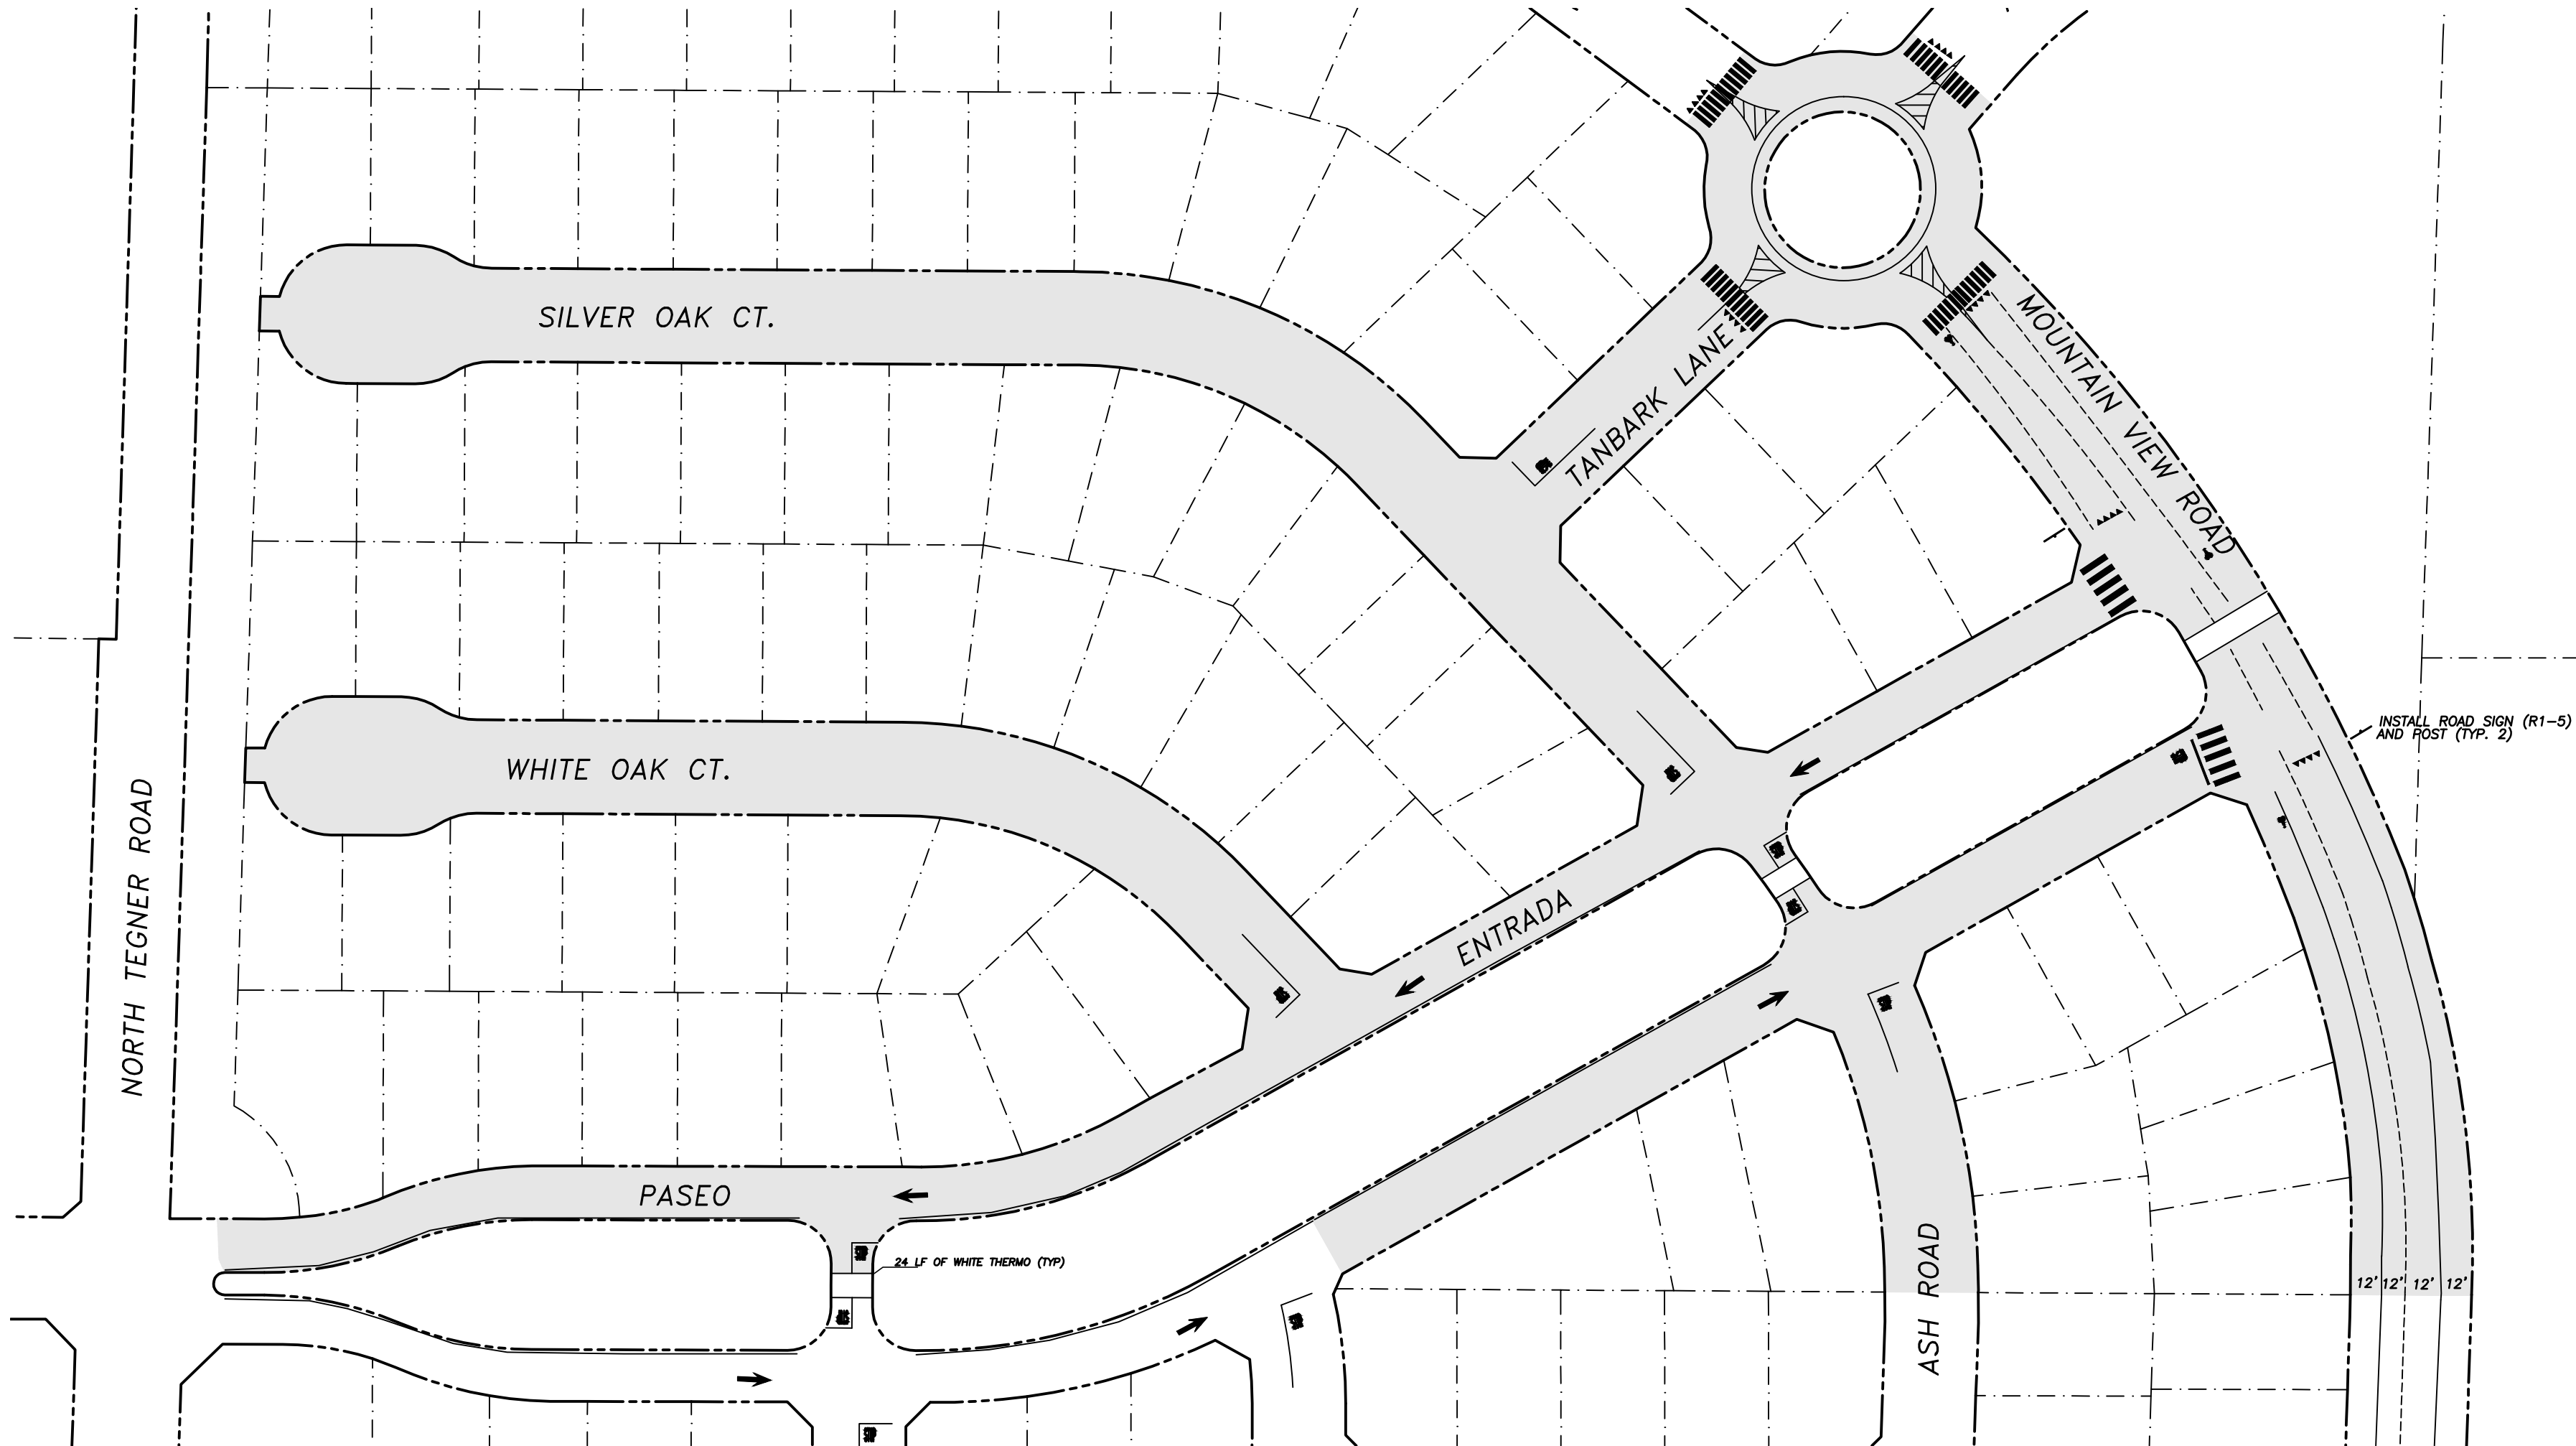 SILVER OAK CT.
TANBARK LANE
MOUNTAIN VIEW ROAD
INSTALL ROAD SIGN (R1-5)
AND POST (TYP. 2)
WHITE OAK CT.
NORTH TEGNER ROAD
ENTRADA
PASEO
24 LF OF WHITE THERMO (TYP)
ASH ROAD
12' 12' 12' 12'